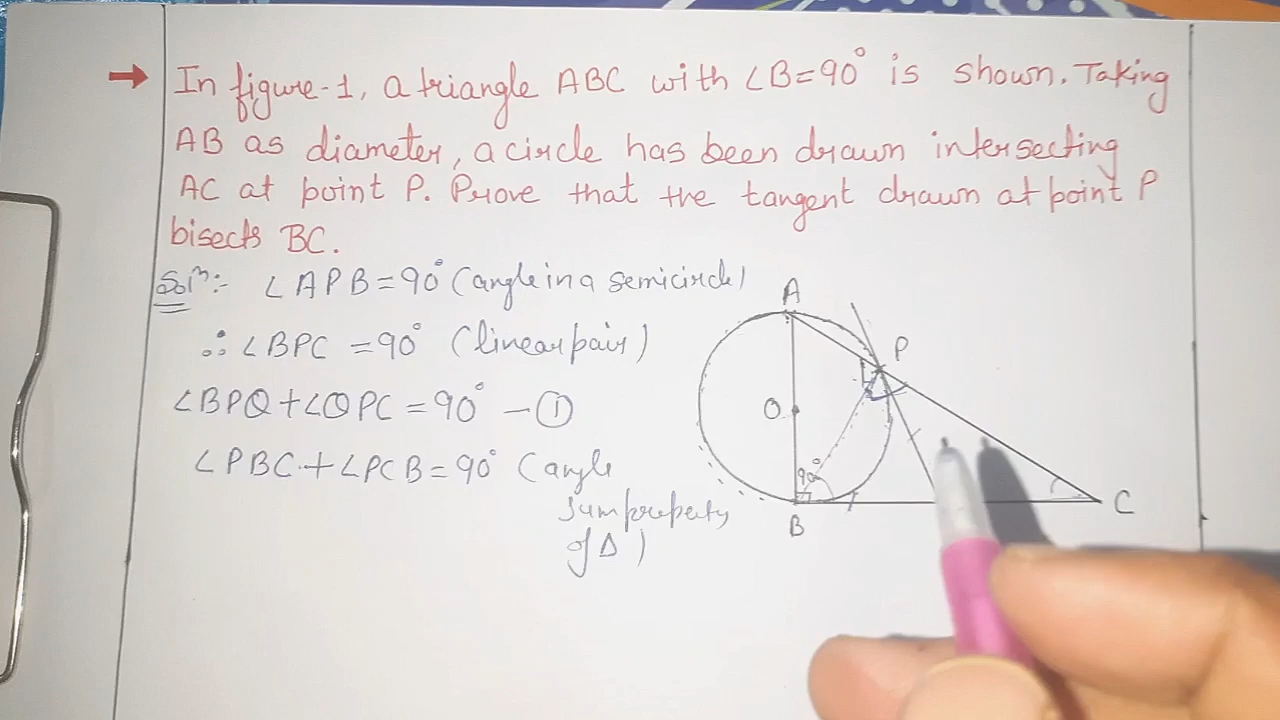 → In figure-1, a triangle ABC with ∠B=90° is shown. Taking
AB as diameter, a circle has been drawn intersecting
AC at point P. Prove that the tangent drawn at point P
bisects BC.
Solⁿ:- ∠APB=90° (angle in a semicircle)
∴ ∠BPC =90° (linear pair)
∠BPQ+∠QPC=90° -①
∠PBC+∠PCB=90° (angle
sum property
of Δ)
A
P
O
90°
B
C